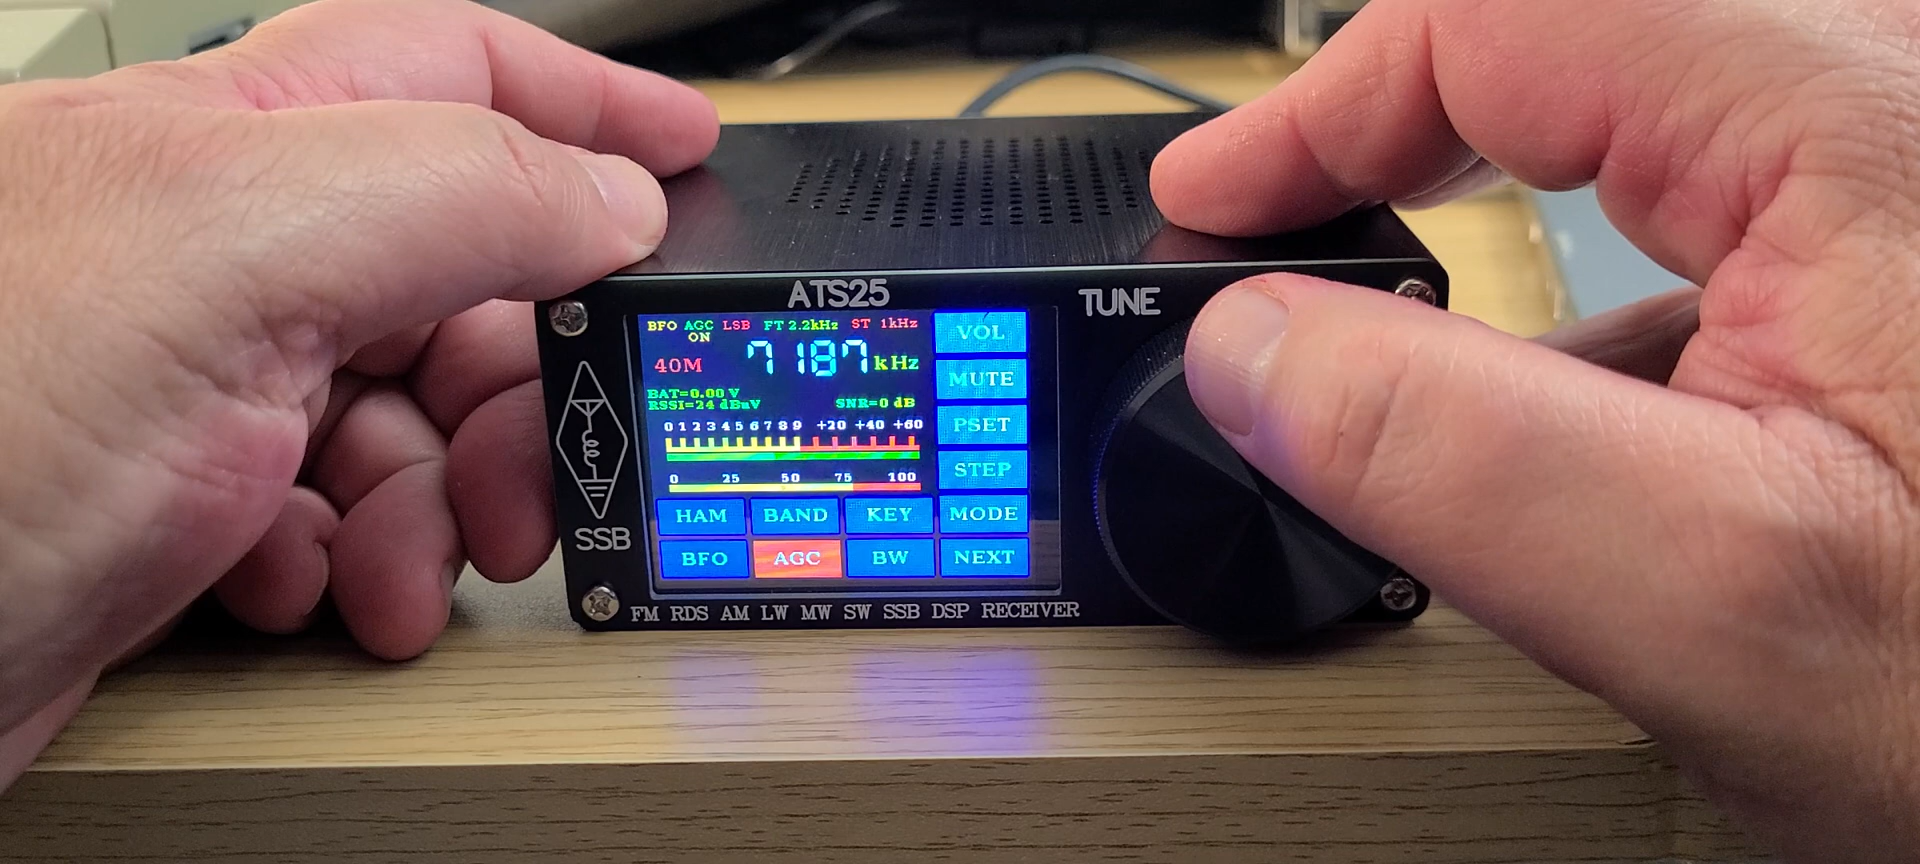 ATS25
TUNE
BFO AGC LSB FT 2.2kHz ST 1kHz
ON
40M 7187 kHz
BAT=0.00 V
RSSI=24 dBuV SNR=0 dB
0 1 2 3 4 5 6 7 8 9 +20 +40 +60
0 25 50 75 100
VOL
MUTE
PSET
STEP
HAM BAND KEY MODE
BFO AGC BW NEXT
SSB
FM RDS AM LW MW SW SSB DSP RECEIVER